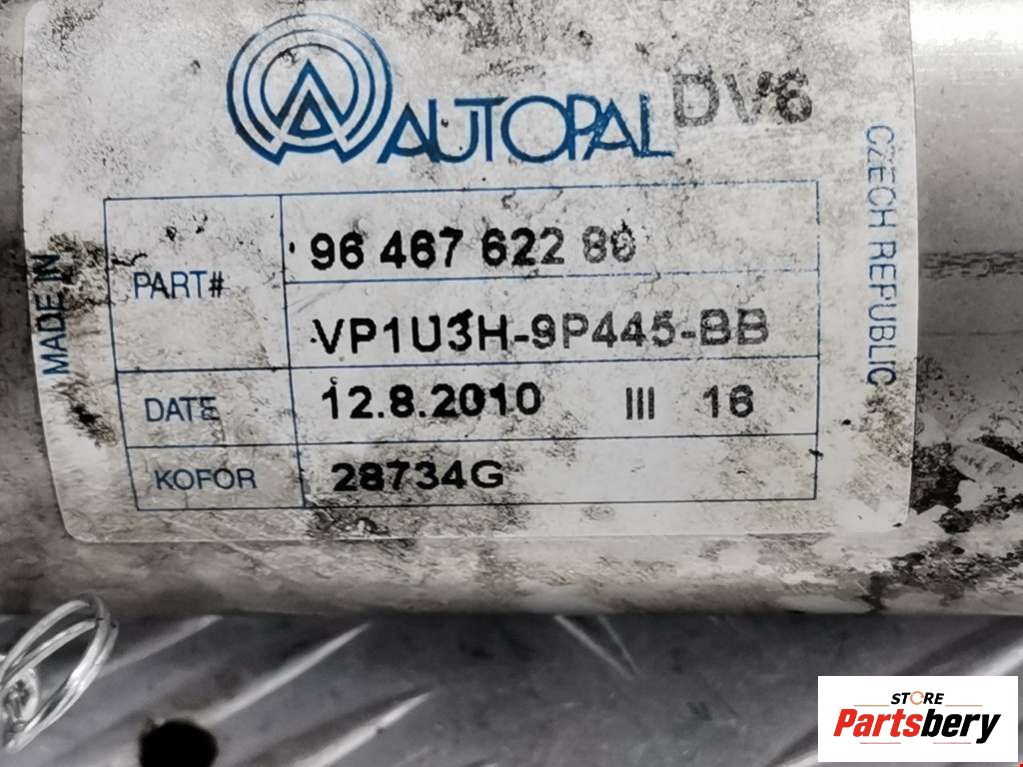 AUTOPAL DV6
MADE IN
CZECH REPUBLIC
PART#
96 467 622 80
VP1U3H-9P445-BB
DATE 12.8.2010 III 16
KOFOR 28734G
STORE
Partsbery